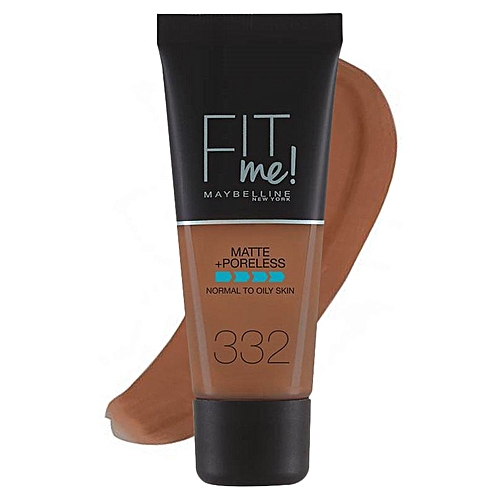 FIT
me!
MAYBELLINE
NEW YORK
MATTE
+PORELESS
NORMAL TO OILY SKIN
332